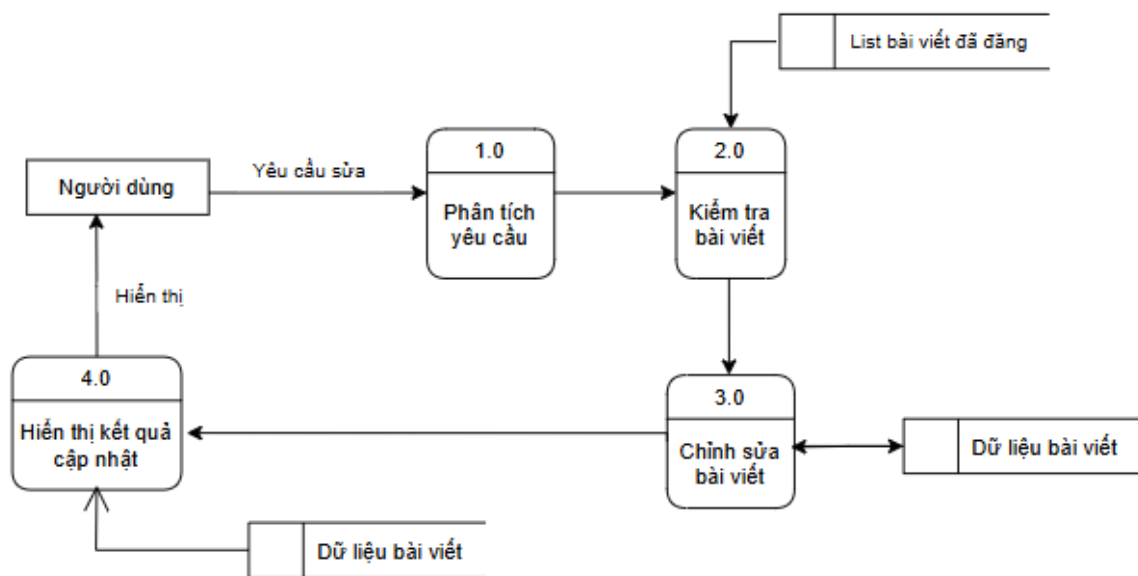 List bài viết đã đăng
1.0
2.0
Yêu cầu sửa
Người dùng
Phân tích
yêu cầu
Kiểm tra
bài viết
Hiển thị
4.0
3.0
Hiển thị kết quả
cập nhật
Chỉnh sửa
bài viết
Dữ liệu bài viết
Dữ liệu bài viết